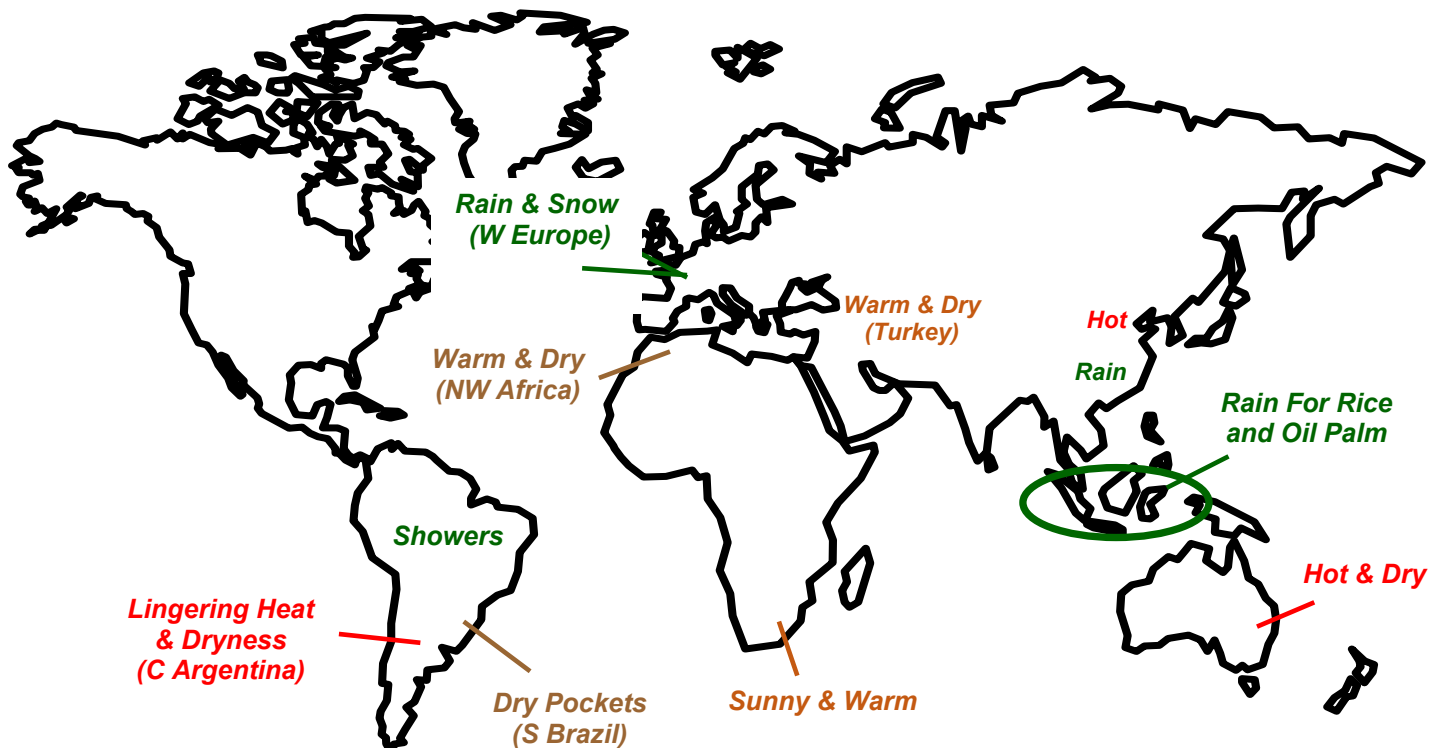 Rain & Snow
(W Europe)
Warm & Dry
(Turkey)
Hot
Warm & Dry
(NW Africa)
Rain
Rain For Rice
and Oil Palm
Showers
Hot & Dry
Lingering Heat
& Dryness
(C Argentina)
Dry Pockets
(S Brazil)
Sunny & Warm